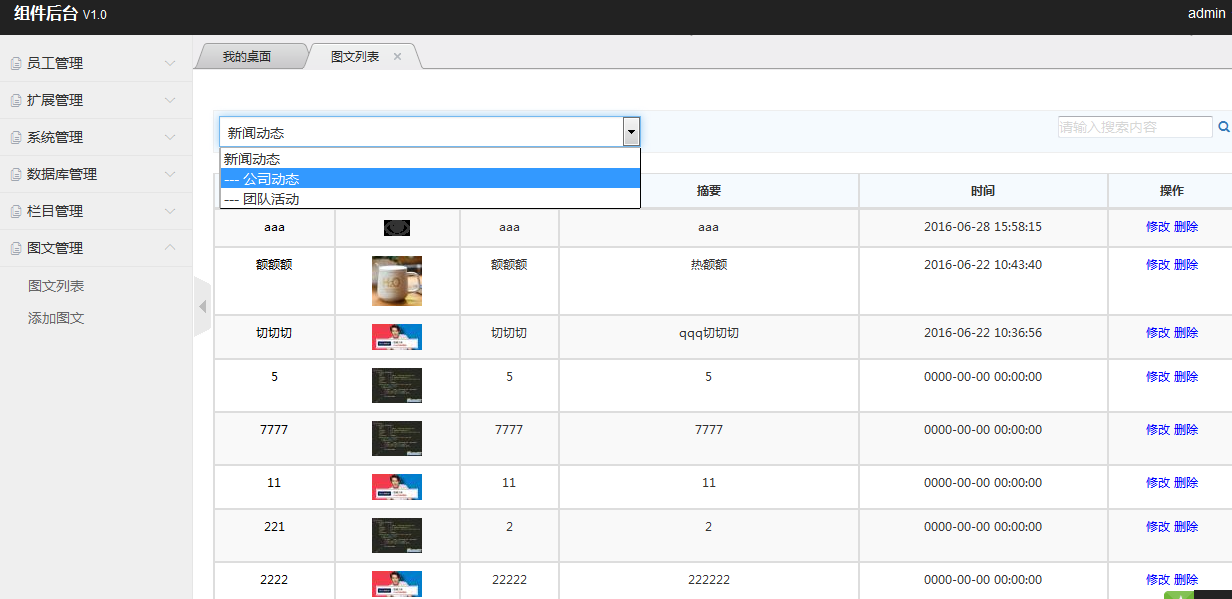 组件后台 V1.0 admin
我的桌面 图文列表
员工管理
扩展管理
系统管理
数据库管理
栏目管理
图文管理
图文列表
添加图文
新闻动态 请输入搜索内容
新闻动态
--- 公司动态
--- 团队活动
摘要 时间 操作
aaa aaa aaa 2016-06-28 15:58:15 修改 删除
额额额 额额额 热额额 2016-06-22 10:43:40 修改 删除
切切切 切切切 qqq切切切 2016-06-22 10:36:56 修改 删除
5 5 5 0000-00-00 00:00:00 修改 删除
7777 7777 7777 0000-00-00 00:00:00 修改 删除
11 11 11 0000-00-00 00:00:00 修改 删除
221 2 2 0000-00-00 00:00:00 修改 删除
2222 22222 222222 0000-00-00 00:00:00 修改 删除